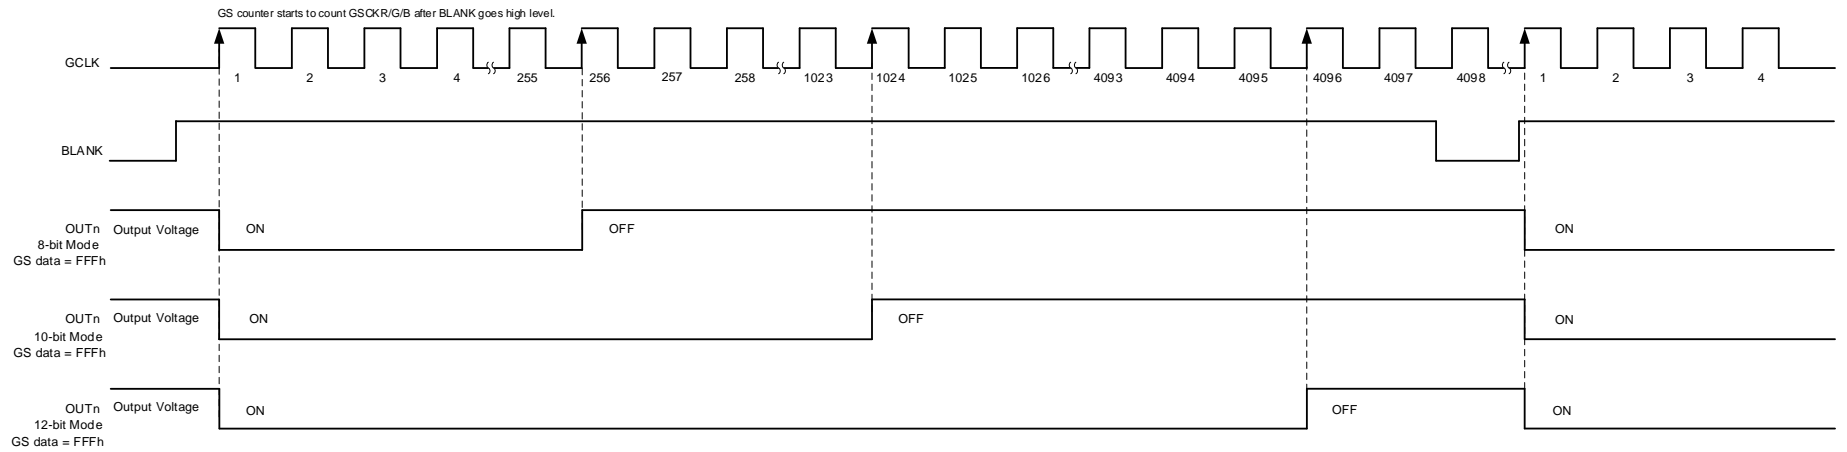 GS counter starts to count GSCKR/G/B after BLANK goes high level.
GCLK
1 2 3 4 255 256 257 258 1023 1024 1025 1026 4093 4094 4095 4096 4097 4098 1 2 3 4
BLANK
OUTn
8-bit Mode
GS data = FFFh
Output Voltage
ON
OFF
ON
OUTn
10-bit Mode
GS data = FFFh
Output Voltage
ON
OFF
ON
OUTn
12-bit Mode
GS data = FFFh
Output Voltage
ON
OFF
ON